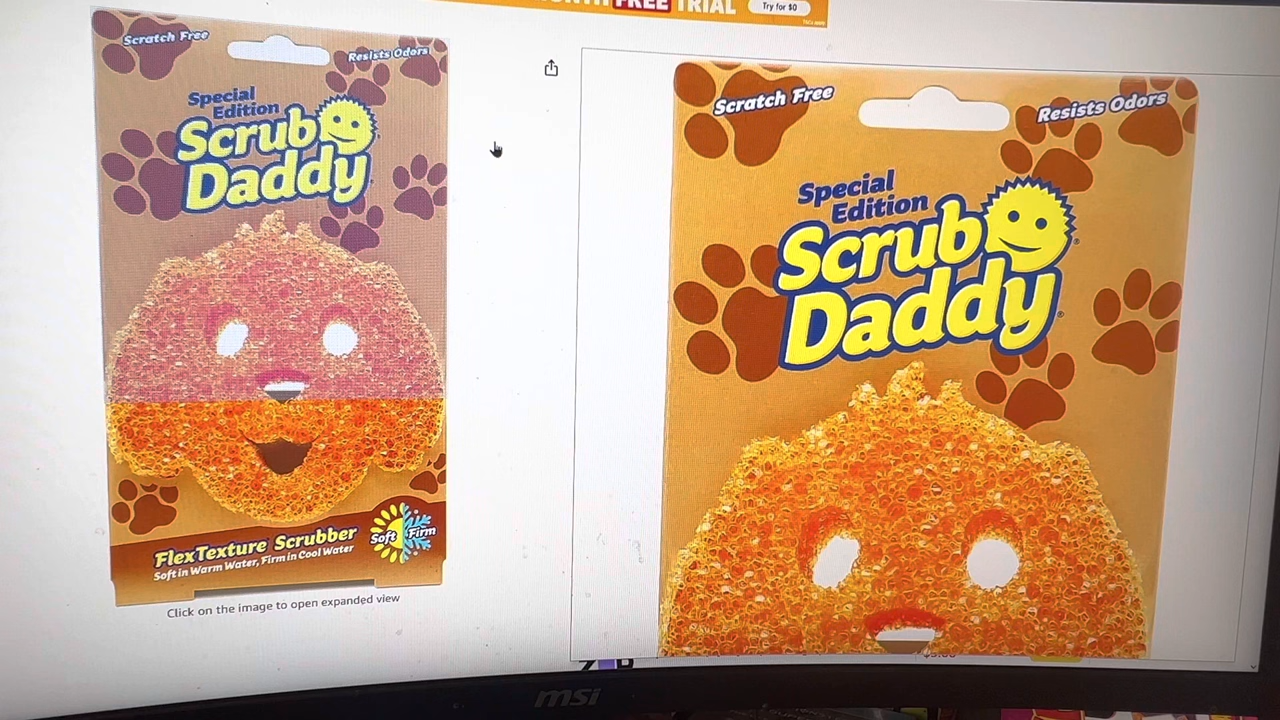 FREE TRIAL
Try for $0
Scratch Free
Resists Odors
Special
Edition
Scrub
Daddy
FlexTexture Scrubber
Soft in Warm Water, Firm in Cool Water
Soft Firm
Click on the image to open expanded view
Scratch Free
Resists Odors
Special
Edition
Scrub
Daddy
msi